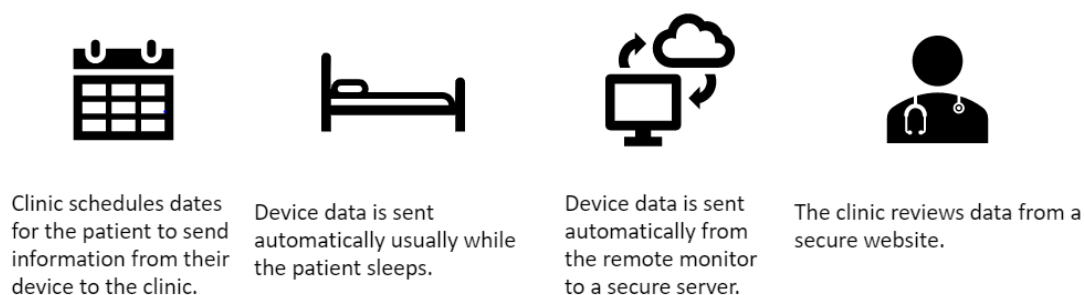 Clinic schedules dates
for the patient to send
information from their
device to the clinic.
Device data is sent
automatically usually while
the patient sleeps.
Device data is sent
automatically from
the remote monitor
to a secure server.
The clinic reviews data from a
secure website.